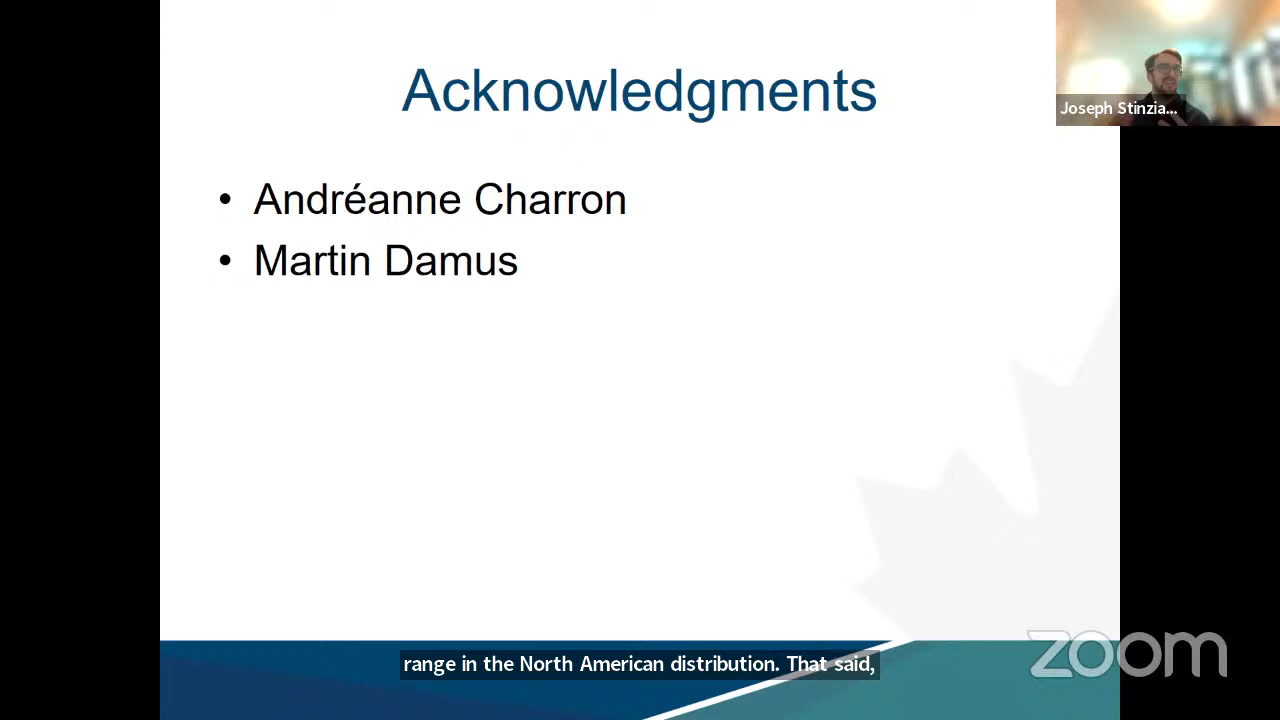 Acknowledgments
Joseph Stinzia...
• Andréanne Charron
• Martin Damus
zoom
range in the North American distribution. That said,